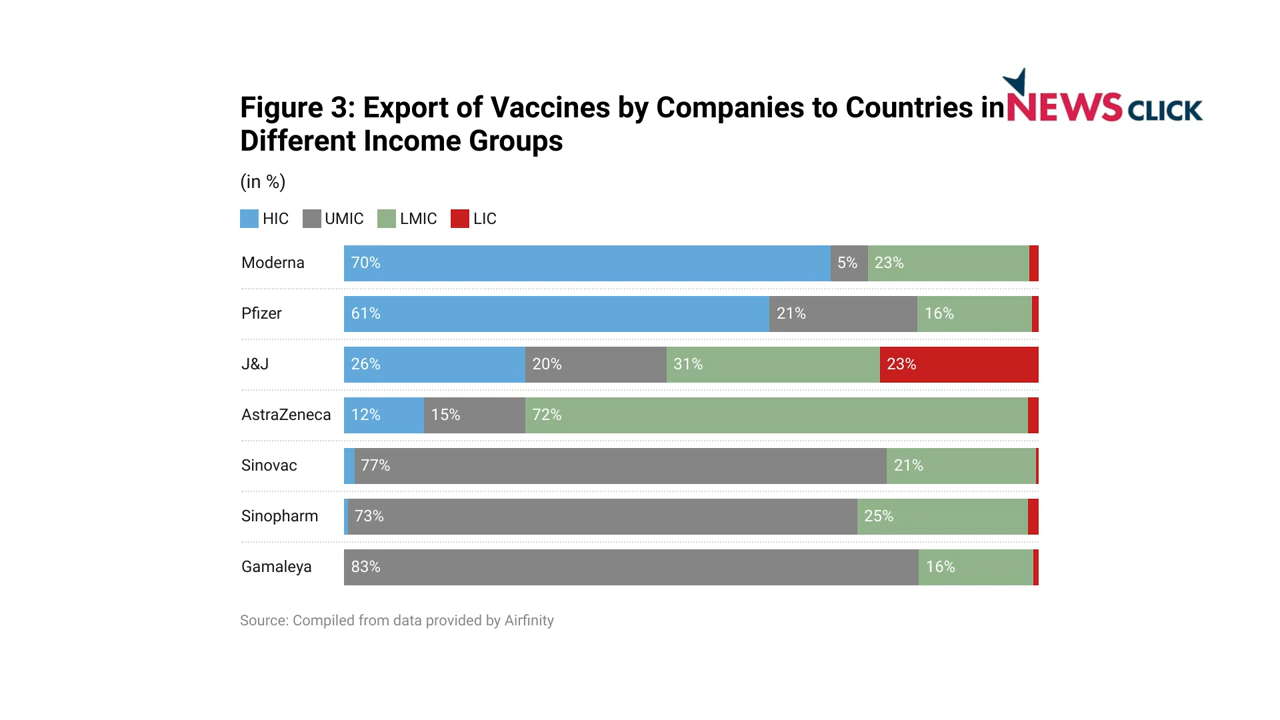 Figure 3: Export of Vaccines by Companies to Countries in
Different Income Groups
NEWS CLICK
(in %)
HIC UMIC LMIC LIC
Moderna 70% 5% 23%
Pfizer 61% 21% 16%
J&J 26% 20% 31% 23%
AstraZeneca 12% 15% 72%
Sinovac 77% 21%
Sinopharm 73% 25%
Gamaleya 83% 16%
Source: Compiled from data provided by Airfinity